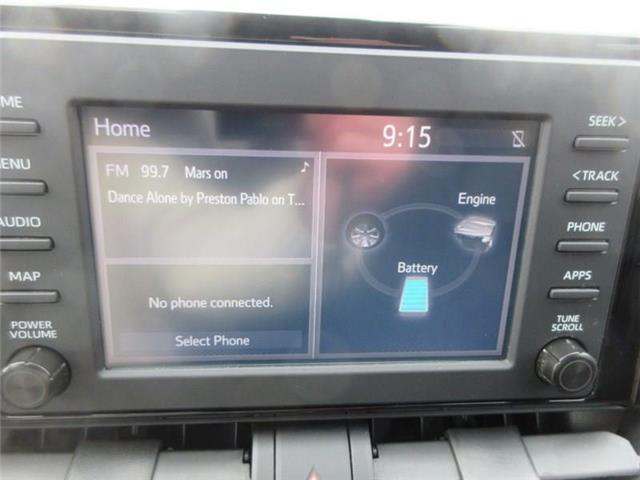 Home
9:15
FM 99.7 Mars on
Dance Alone by Preston Pablo on T...
No phone connected.
Select Phone
Engine
Battery
ME
MENU
AUDIO
MAP
POWER
VOLUME
SEEK >
< TRACK
PHONE
APPS
TUNE
SCROLL